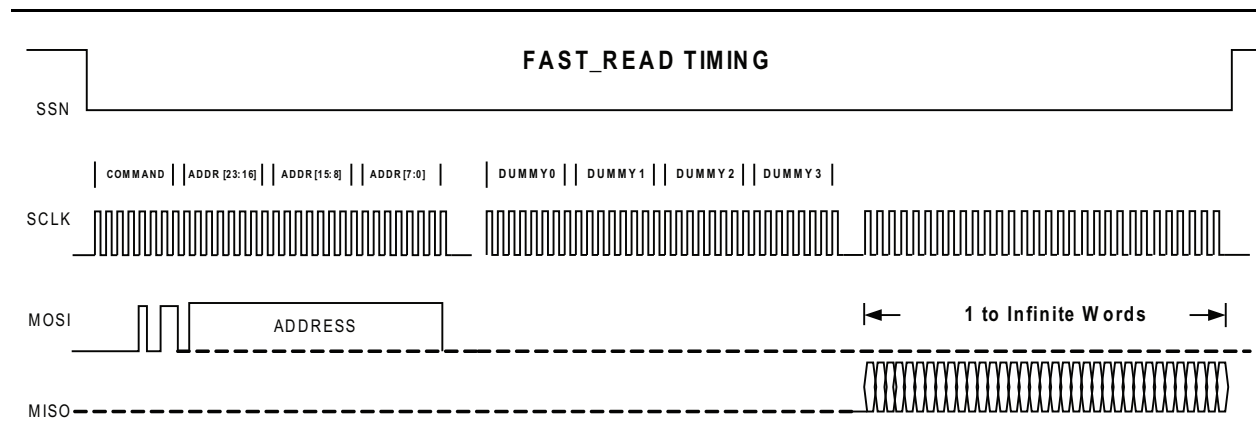 FAST_READ TIMING
SSN
COMMAND ADDR [23:16] ADDR [15:8] ADDR [7:0] DUMMY0 DUMMY1 DUMMY2 DUMMY3
SCLK
MOSI ADDRESS 1 to Infinite Words
MISO